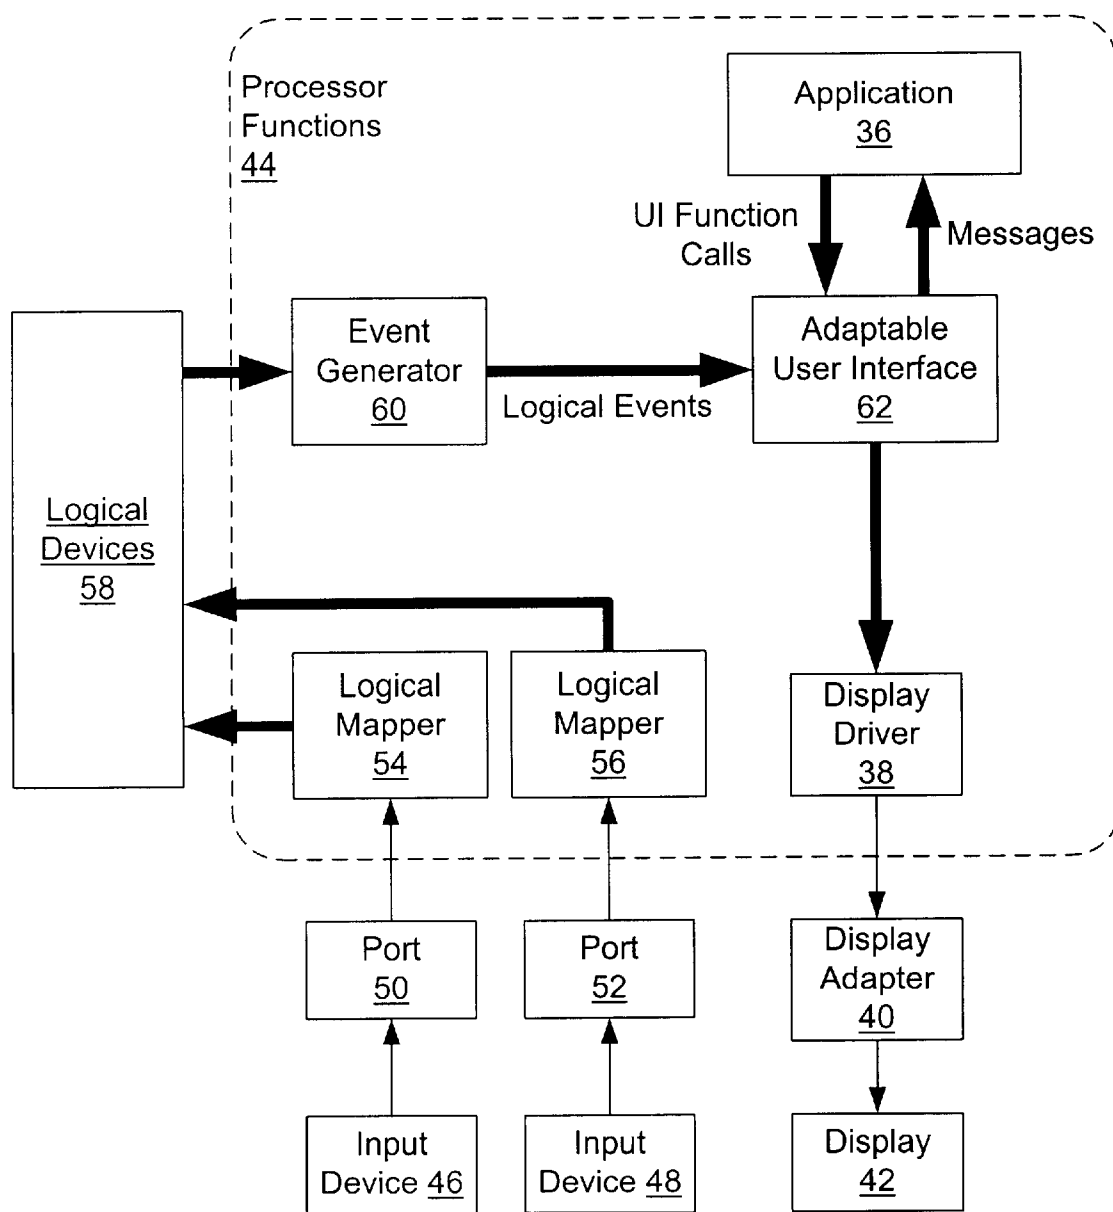 Processor
Functions
44
Application
36
UI Function
Calls
Messages
Event
Generator
60
Logical Events
Adaptable
User Interface
62
Logical
Devices
58
Logical
Mapper
54
Logical
Mapper
56
Display
Driver
38
Port
50
Port
52
Display
Adapter
40
Input
Device 46
Input
Device 48
Display
42